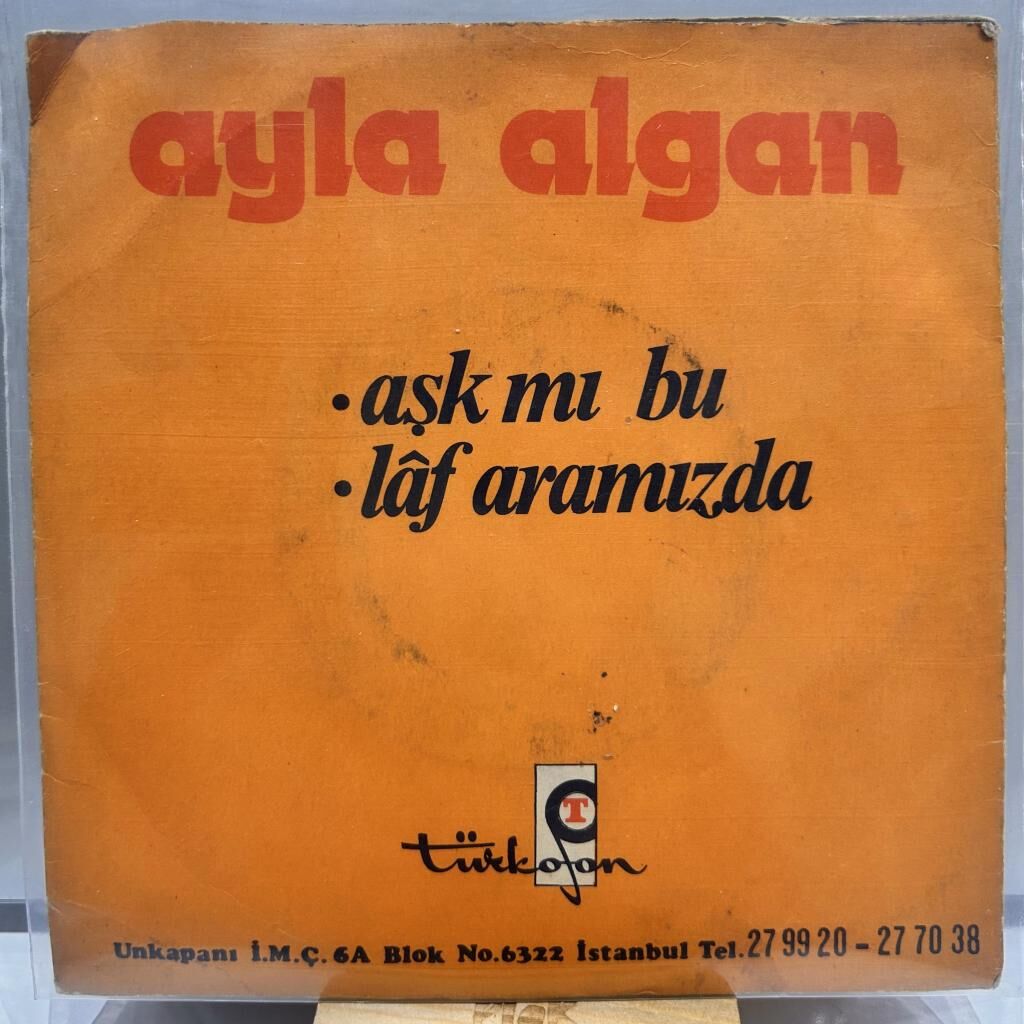 ayla algan
• aşk mı bu
• lâf aramızda
T
türkofon
Unkapanı İ.M.Ç. 6A Blok No.6322 İstanbul Tel. 27 99 20 - 27 70 38